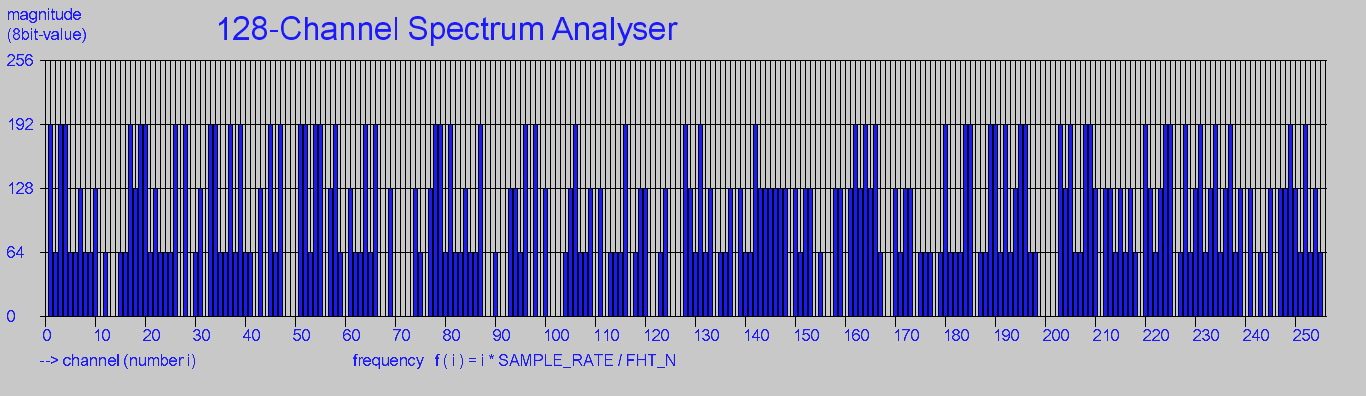 magnitude
(8bit-value)
128-Channel Spectrum Analyser
256
192
128
64
0
0 10 20 30 40 50 60 70 80 90 100 110 120 130 140 150 160 170 180 190 200 210 220 230 240 250
--> channel (number i)
frequency f ( i ) = i * SAMPLE_RATE / FHT_N